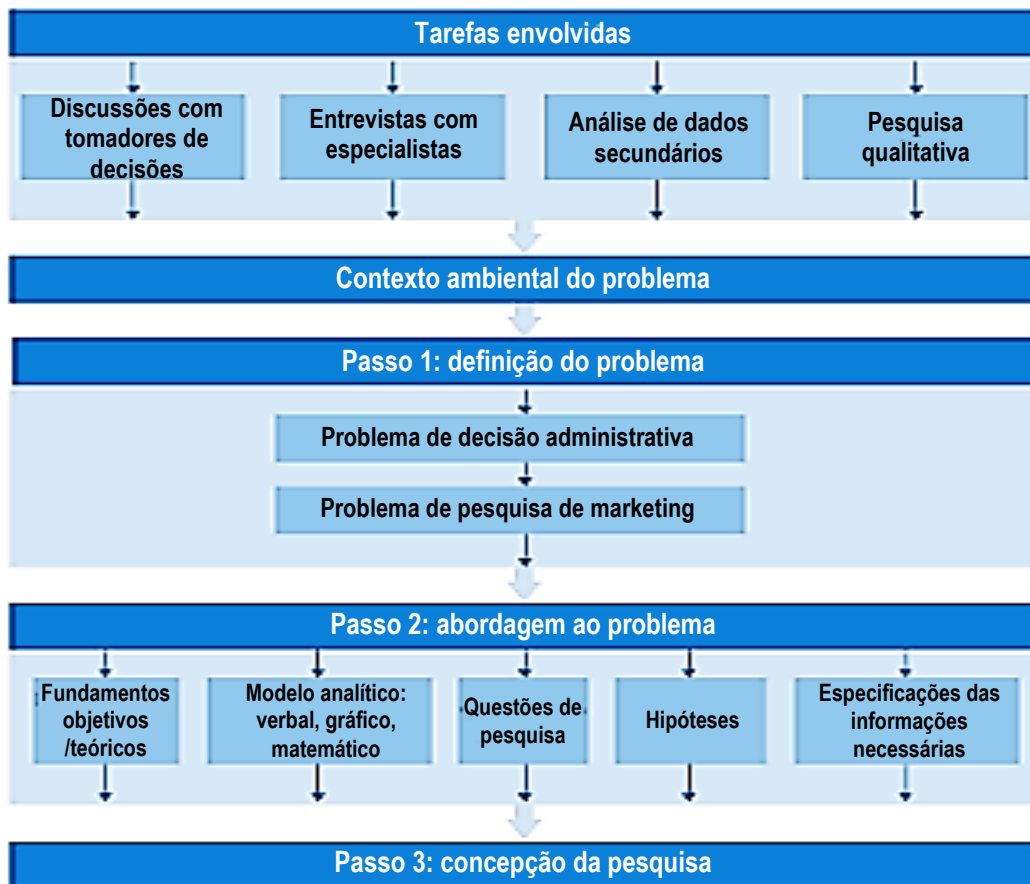 Tarefas envolvidas
Discussões com
tomadores de
decisões
Entrevistas com
especialistas
Análise de dados
secundários
Pesquisa
qualitativa
Contexto ambiental do problema
Passo 1: definição do problema
Problema de decisão administrativa
Problema de pesquisa de marketing
Passo 2: abordagem ao problema
Fundamentos
objetivos
/teóricos
Modelo analítico:
verbal, gráfico,
matemático
Questões de
pesquisa
Hipóteses
Especificações das
informações
necessárias
Passo 3: concepção da pesquisa